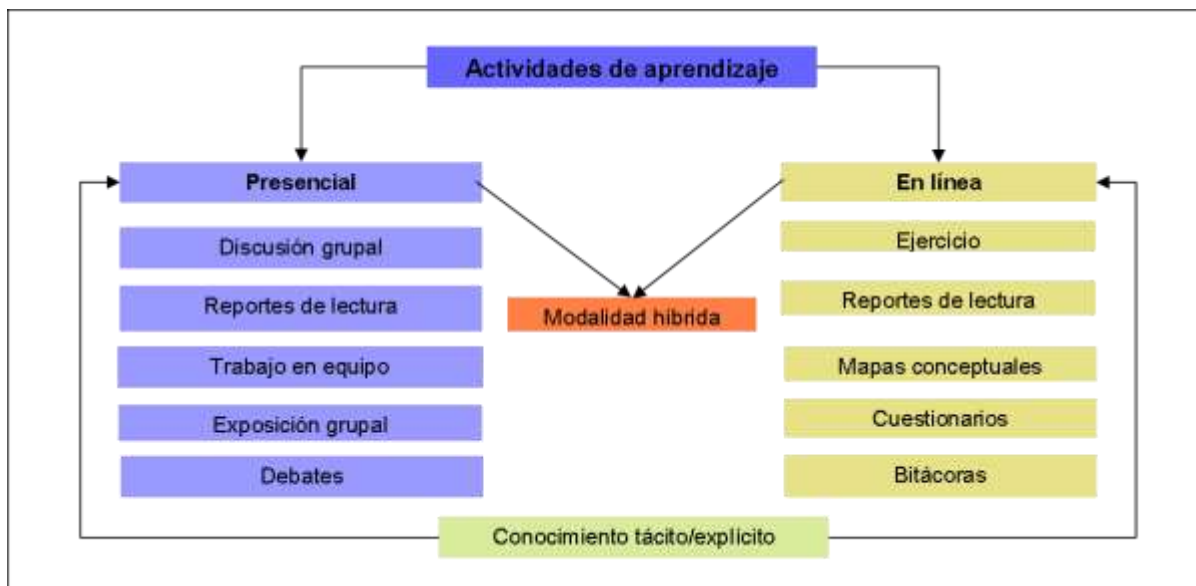 Actividades de aprendizaje
Presencial
Discusión grupal
Reportes de lectura
Trabajo en equipo
Exposición grupal
Debates
Modalidad híbrida
En línea
Ejercicio
Reportes de lectura
Mapas conceptuales
Cuestionarios
Bitácoras
Conocimiento tácito/explícito